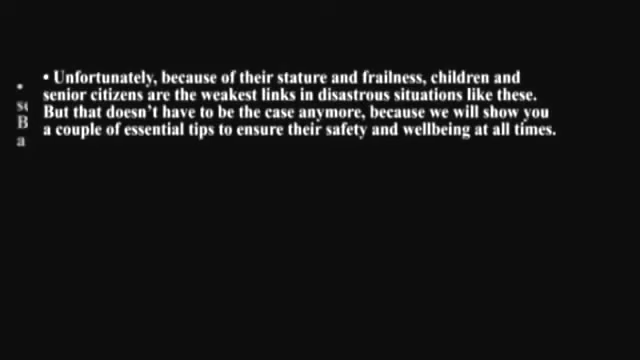 • Unfortunately, because of their stature and frailness, children and
senior citizens are the weakest links in disastrous situations like these.
But that doesn't have to be the case anymore, because we will show you
a couple of essential tips to ensure their safety and wellbeing at all times.